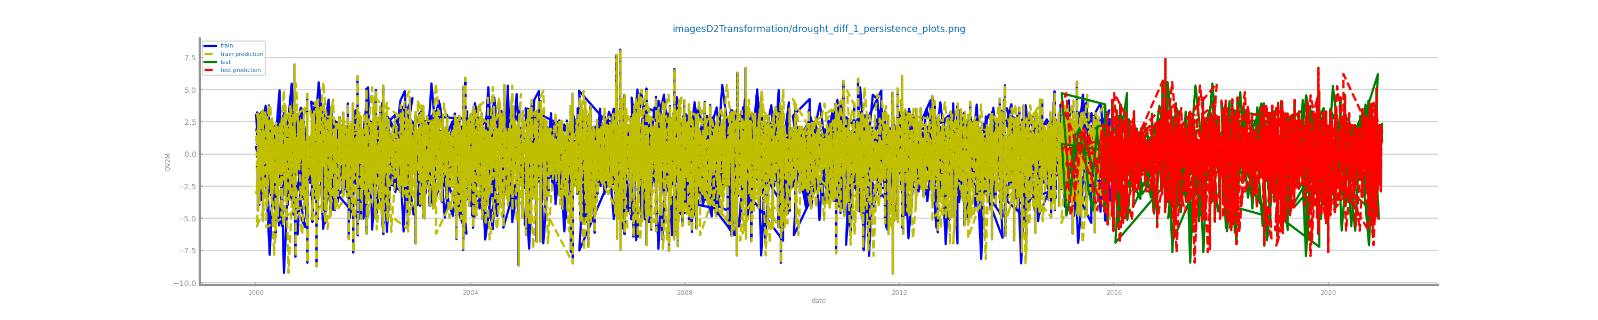 imagesD2Transformation/drought_diff_1_persistence_plots.png
train
train prediction
test
test prediction
7.5
5.0
2.5
0.0
−2.5
−5.0
−7.5
−10.0
QV2M
2000
2004
2008
2012
2016
2020
date